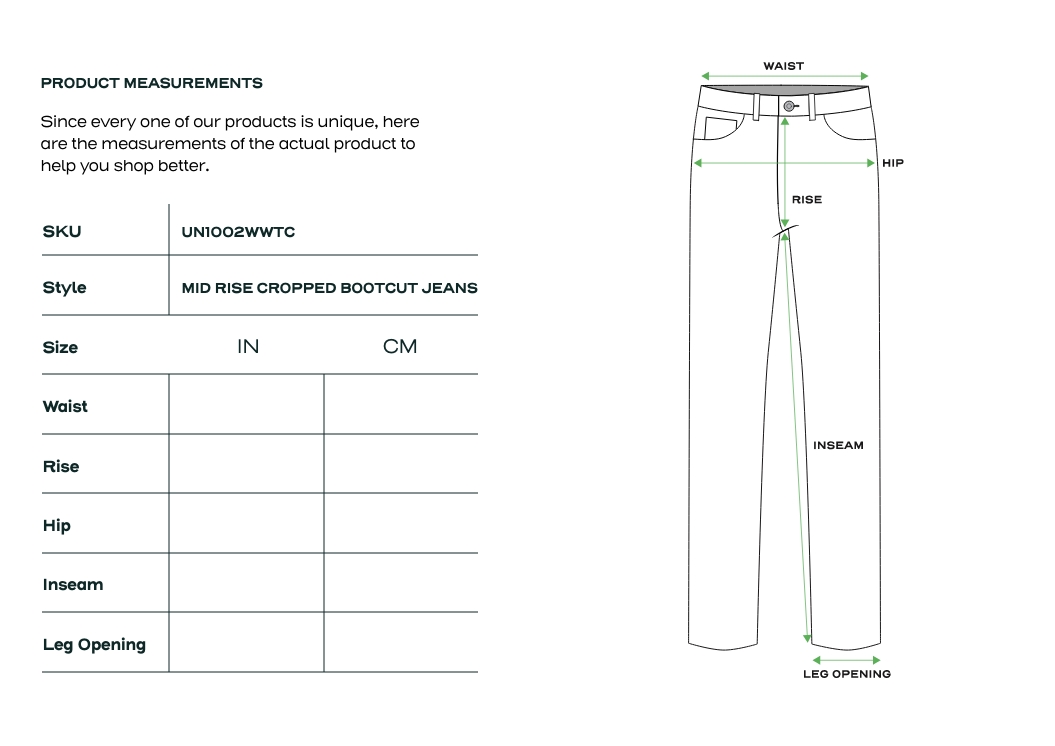 PRODUCT MEASUREMENTS
Since every one of our products is unique, here
are the measurements of the actual product to
help you shop better.
SKU UN1002WWTC
Style MID RISE CROPPED BOOTCUT JEANS
Size IN CM
Waist
Rise
Hip
Inseam
Leg Opening
WAIST
HIP
RISE
INSEAM
LEG OPENING